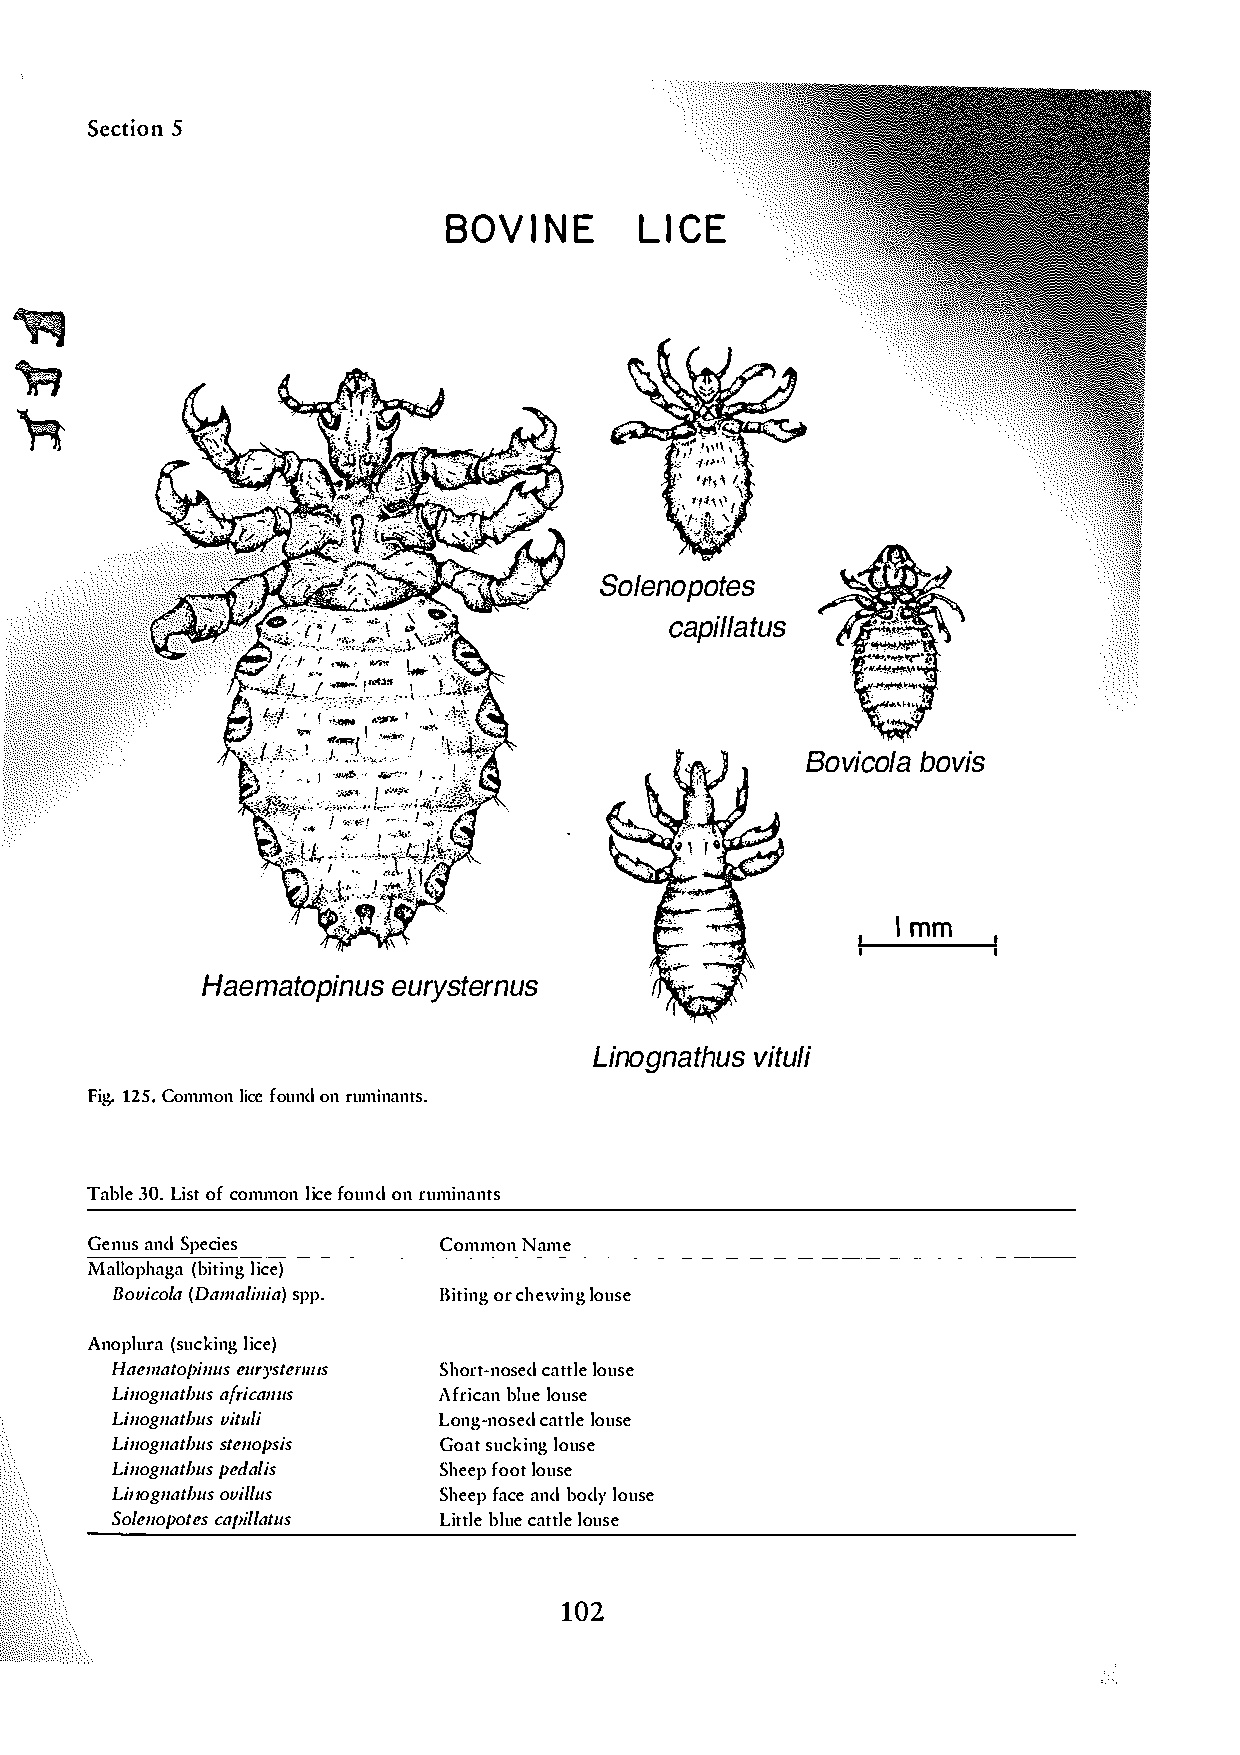 Section 5
BOVINE LICE
Solenopotes
capillatus
Bovicola bovis
1 mm
Haematopinus eurysternus
Linognathus vituli
Fig. 125. Common lice found on ruminants.
Table 30. List of common lice found on ruminants
Genus and Species Common Name
Mallophaga (biting lice)
Bovicola (Damalinia) spp. Biting or chewing louse
Anoplura (sucking lice)
Haematopinus eurysternus Short-nosed cattle louse
Linognathus africanus African blue louse
Linognathus vituli Long-nosed cattle louse
Linognathus stenopsis Goat sucking louse
Linognathus pedalis Sheep foot louse
Linognathus ovillus Sheep face and body louse
Solenopotes capillatus Little blue cattle louse
102